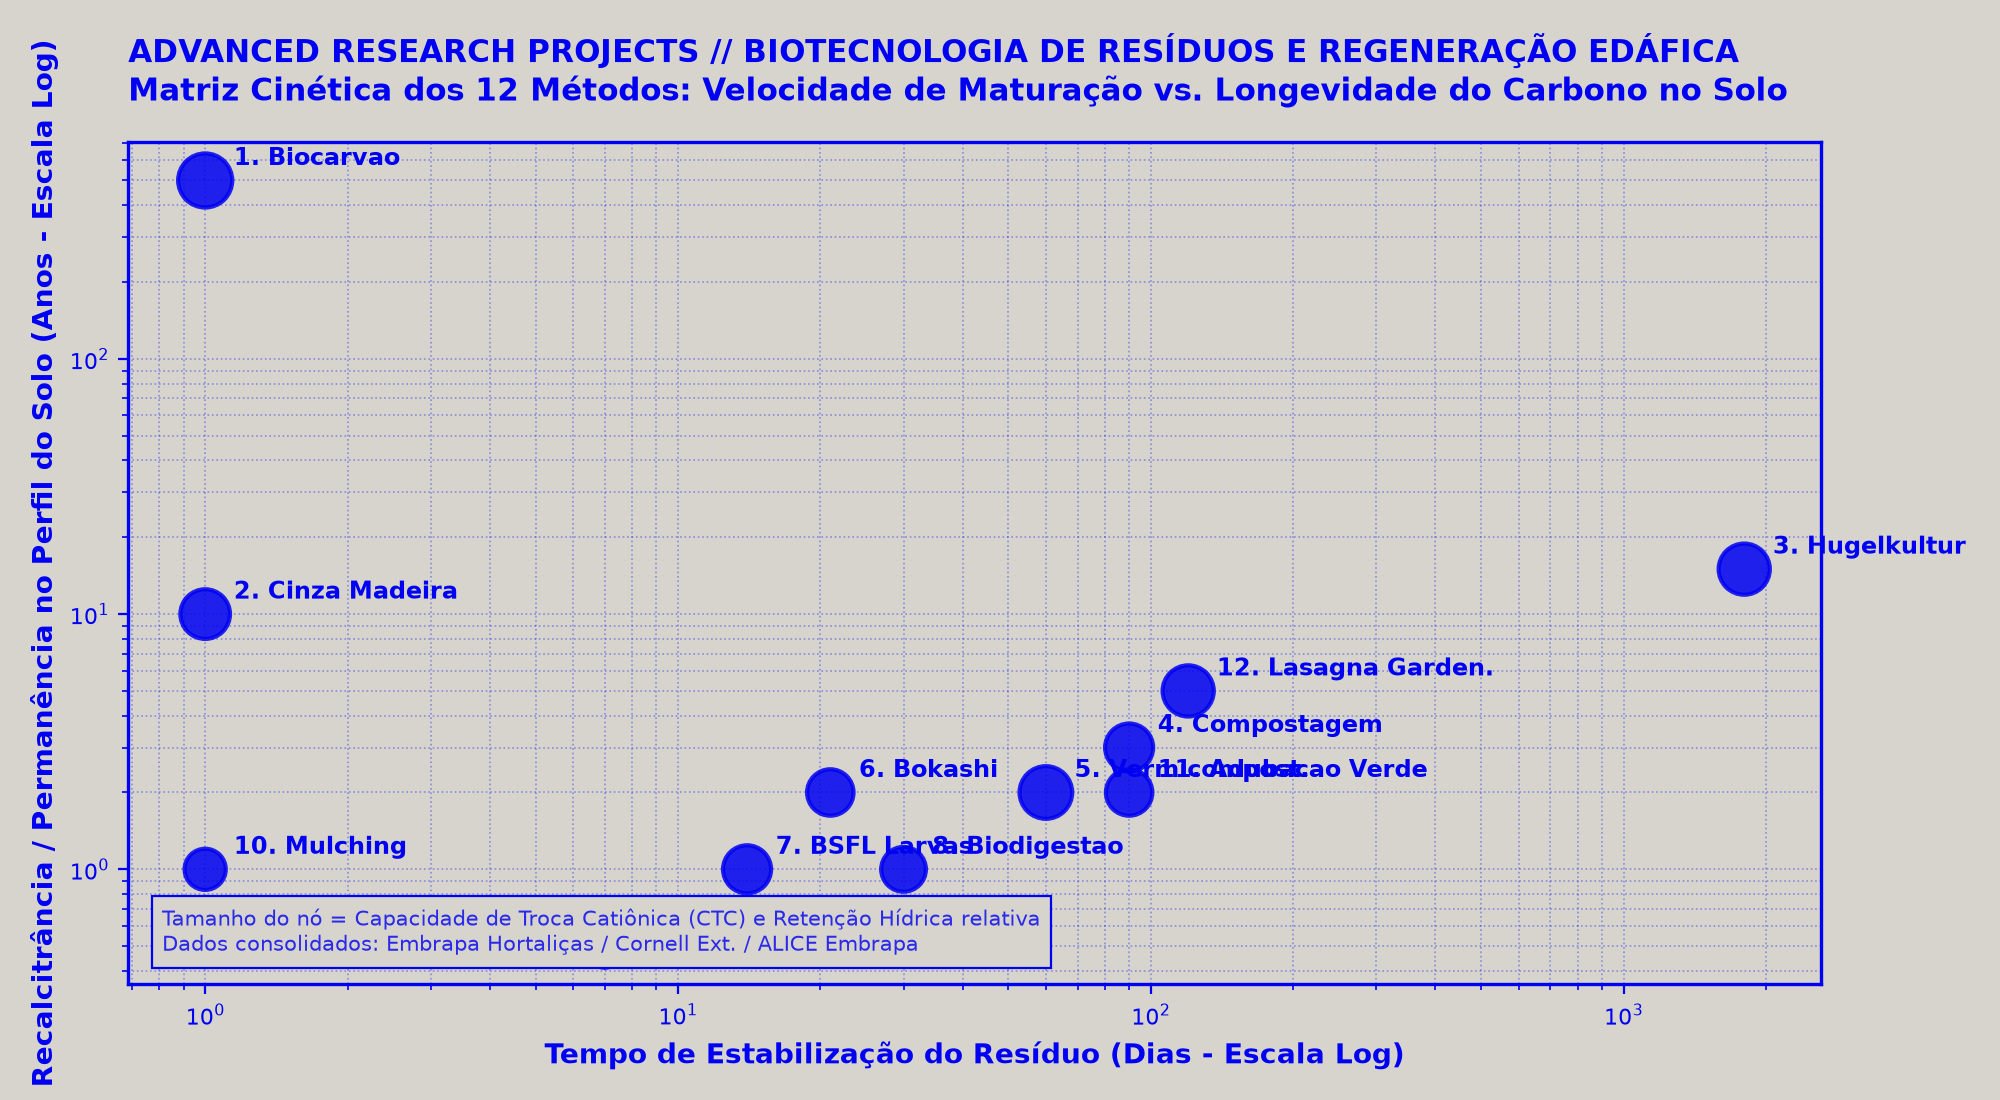 ADVANCED RESEARCH PROJECTS // BIOTECNOLOGIA DE RESÍDUOS E REGENERAÇÃO EDÁFICA
Matriz Cinética dos 12 Métodos: Velocidade de Maturação vs. Longevidade do Carbono no Solo
Recalcitrância / Permanência no Perfil do Solo (Anos - Escala Log)
1. Biocarvao
10²
3. Hugelkultur
2. Cinza Madeira
10¹
12. Lasagna Garden.
4. Compostagem
6. Bokashi
5. Vermicompost.
11. Adubacao Verde
10. Mulching
7. BSFL Larvas
8. Biodigestao
10⁰
Tamanho do nó = Capacidade de Troca Catiônica (CTC) e Retenção Hídrica relativa
Dados consolidados: Embrapa Hortaliças / Cornell Ext. / ALICE Embrapa
10⁰ 10¹ 10² 10³
Tempo de Estabilização do Resíduo (Dias - Escala Log)